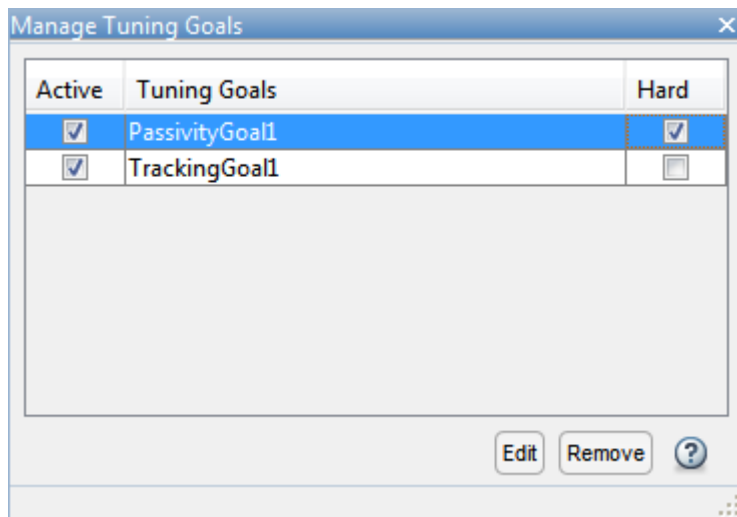 Manage Tuning Goals
Active Tuning Goals Hard
PassivityGoal1
TrackingGoal1
Edit Remove ?